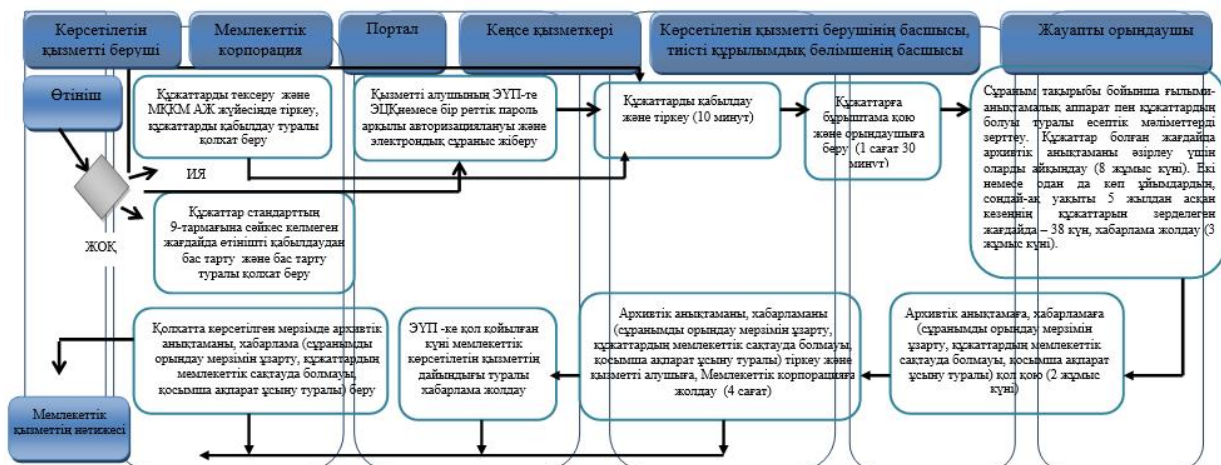 Көрсетілетін
қызметті беруші
Мемлекеттік
корпорация
Портал
Кеңсе қызметкері
Көрсетілетін қызметті берушінің басшысы,
тиісті құрылымдық бөлімшенің басшысы
Жауапты орындаушы
Өтініш
Құжаттарды тексеру және
МҚКМ АЖ жүйесінде тіркеу,
құжаттарды қабылдау туралы
қолхат беру
Қызметті алушының ЭҮП-те
ЭЦҚнемесе бір реттік пароль
арқылы авторизациялануы және
электрондық сұраныс жіберу
Құжаттарды қабылдау
және тіркеу (10 минут)
Құжаттарға
бұрыштама қою
және орындаушыға
беру (1 сағат 30
минут)
Сұраным тақырыбы бойынша ғылыми-
анықтамалық аппарат пен құжаттардың
болуы туралы есептік мәліметтерді
зерттеу. Құжаттар болған жағдайда
архивтік анықтаманы әзірлеу үшін
оларды айқындау (8 жұмыс күні). Екі
немесе одан да көп ұйымдардың,
сондай-ақ уақыты 5 жылдан асқан
кезеңнің құжаттарын зерделеген
жағдайда – 38 күн, хабарлама жолдау (3
жұмыс күні).
ИЯ
ЖОҚ
Құжаттар стандарттың
9-тармағына сәйкес келмеген
жағдайда өтінішті қабылдаудан
бас тарту және бас тарту
туралы қолхат беру
Қолхатта көрсетілген мерзімде архивтік
анықтаманы, хабарлама (сұранымды
орындау мерзімін ұзарту, құжаттардың
мемлекеттік сақтауда болмауы,
қосымша ақпарат ұсыну туралы) беру
ЭҮП -ке қол қойылған
күні мемлекеттік
көрсетілетін қызметтің
дайындығы туралы
хабарлама жолдау
Архивтік анықтаманы, хабарламаны
(сұранымды орындау мерзімін ұзарту,
құжаттардың мемлекеттік сақтауда болмауы,
қосымша ақпарат ұсыну туралы) тіркеу және
қызметті алушыға, Мемлекеттік корпорацияға
жолдау (4 сағат)
Архивтік анықтамаға, хабарламаға
(сұранымды орындау мерзімін
ұзарту, құжаттардың мемлекеттік
сақтауда болмауы, қосымша ақпарат
ұсыну туралы) қол қою (2 жұмыс
күні)
Мемлекеттік
қызметтің нәтижесі